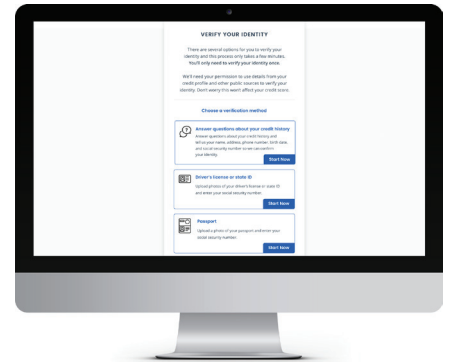 VERIFY YOUR IDENTITY
There are several options for you to verify your
identity and this process only takes a few minutes.
You'll only need to verify your identity once.
We'll need your permission to use details from your
credit profile and other public sources to verify your
identity. Don't worry this won't affect your credit score.
Choose a verification method
Answer questions about your credit history
Answer questions about your credit history and
tell us your name, address, phone number, birth date,
and social security number so we can confirm
your identity.
Start Now
Driver's license or state ID
Upload photos of your driver's license or state ID
and enter your social security number.
Start Now
Passport
Upload a photo of your passport and enter your
social security number.
Start Now